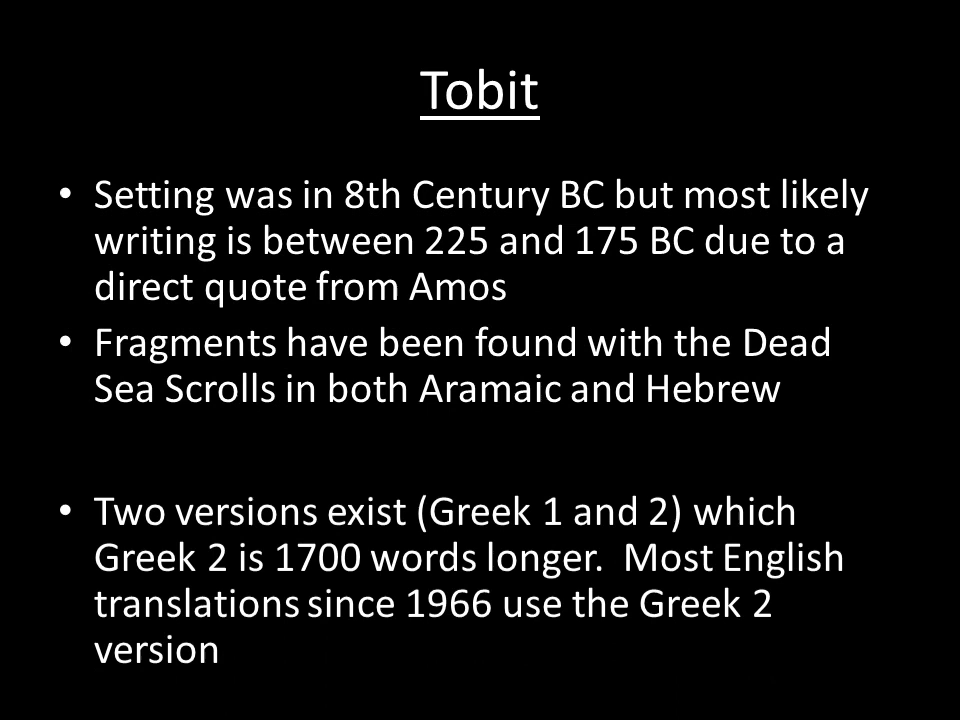 Tobit
• Setting was in 8th Century BC but most likely
writing is between 225 and 175 BC due to a
direct quote from Amos
• Fragments have been found with the Dead
Sea Scrolls in both Aramaic and Hebrew
• Two versions exist (Greek 1 and 2) which
Greek 2 is 1700 words longer.  Most English
translations since 1966 use the Greek 2
version